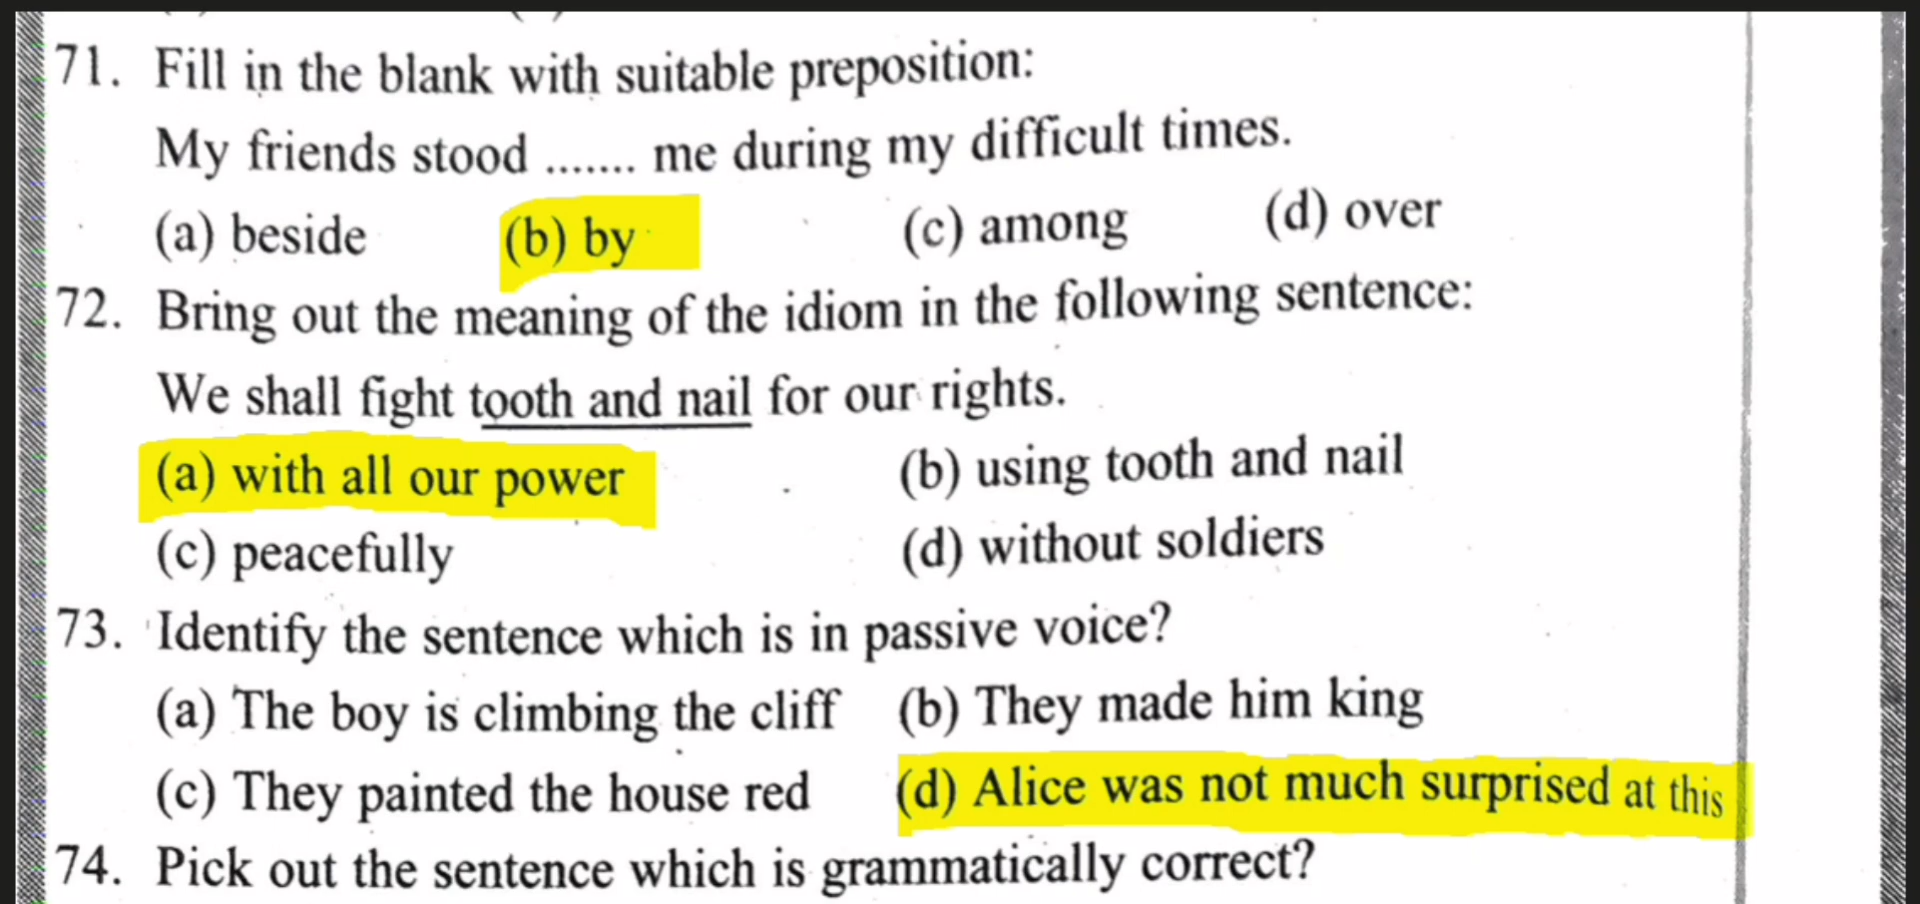 71. Fill in the blank with suitable preposition:
My friends stood ....... me during my difficult times.
(a) beside (b) by (c) among (d) over
72. Bring out the meaning of the idiom in the following sentence:
We shall fight tooth and nail for our rights.
(a) with all our power (b) using tooth and nail
(c) peacefully (d) without soldiers
73. Identify the sentence which is in passive voice?
(a) The boy is climbing the cliff (b) They made him king
(c) They painted the house red (d) Alice was not much surprised at this
74. Pick out the sentence which is grammatically correct?